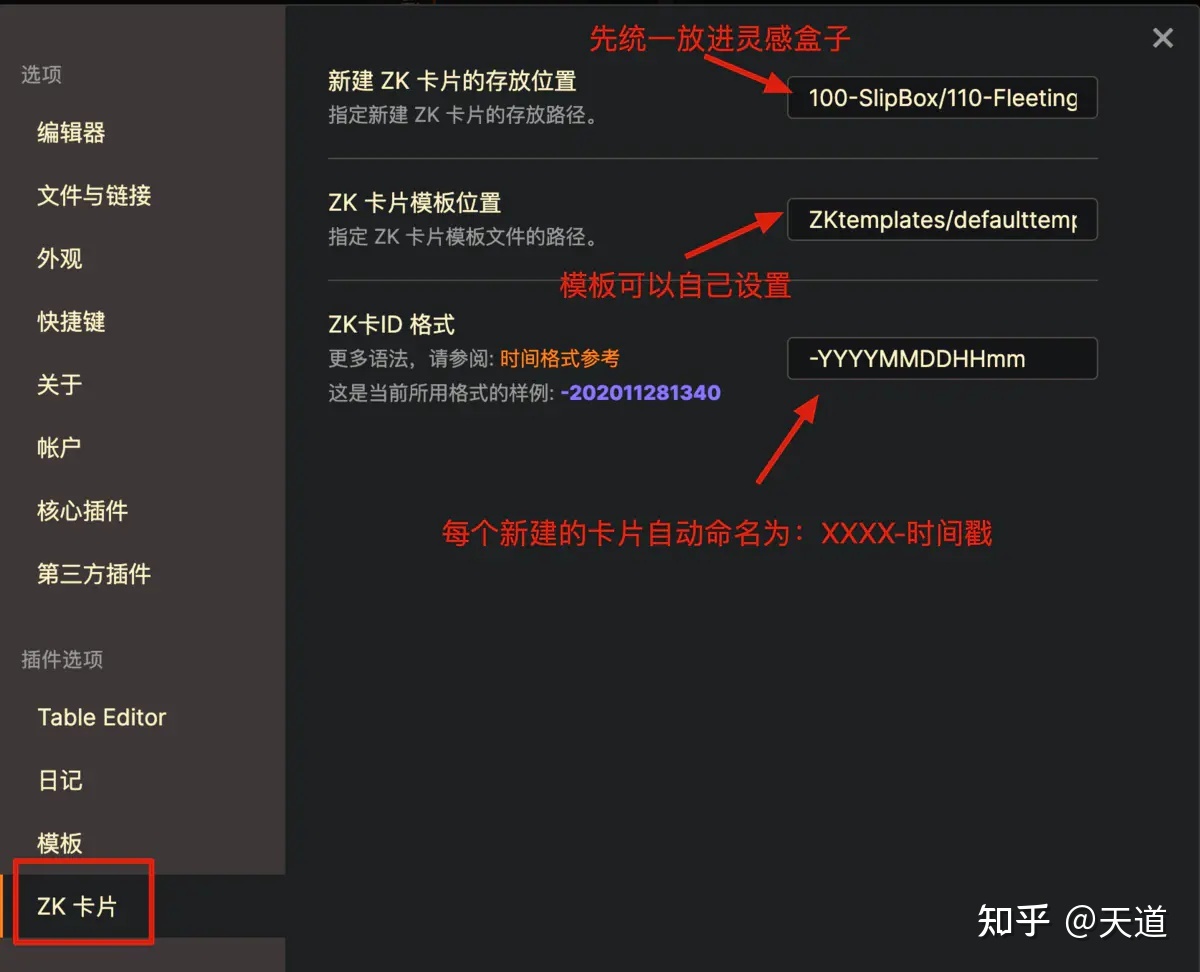 选项
编辑器
文件与链接
外观
快捷键
关于
帐户
核心插件
第三方插件
插件选项
Table Editor
日记
模板
ZK 卡片
先统一放进灵感盒子
新建 ZK 卡片的存放位置
指定新建 ZK 卡片的存放路径。
100-SlipBox/110-Fleeting
ZK 卡片模板位置
指定 ZK 卡片模板文件的路径。
ZKtemplates/defaulttemp
模板可以自己设置
ZK卡ID 格式
更多语法，请参阅: 时间格式参考
这是当前所用格式的样例: -202011281340
-YYYYMMDDHHmm
每个新建的卡片自动命名为：XXXX-时间戳
知乎 @天道